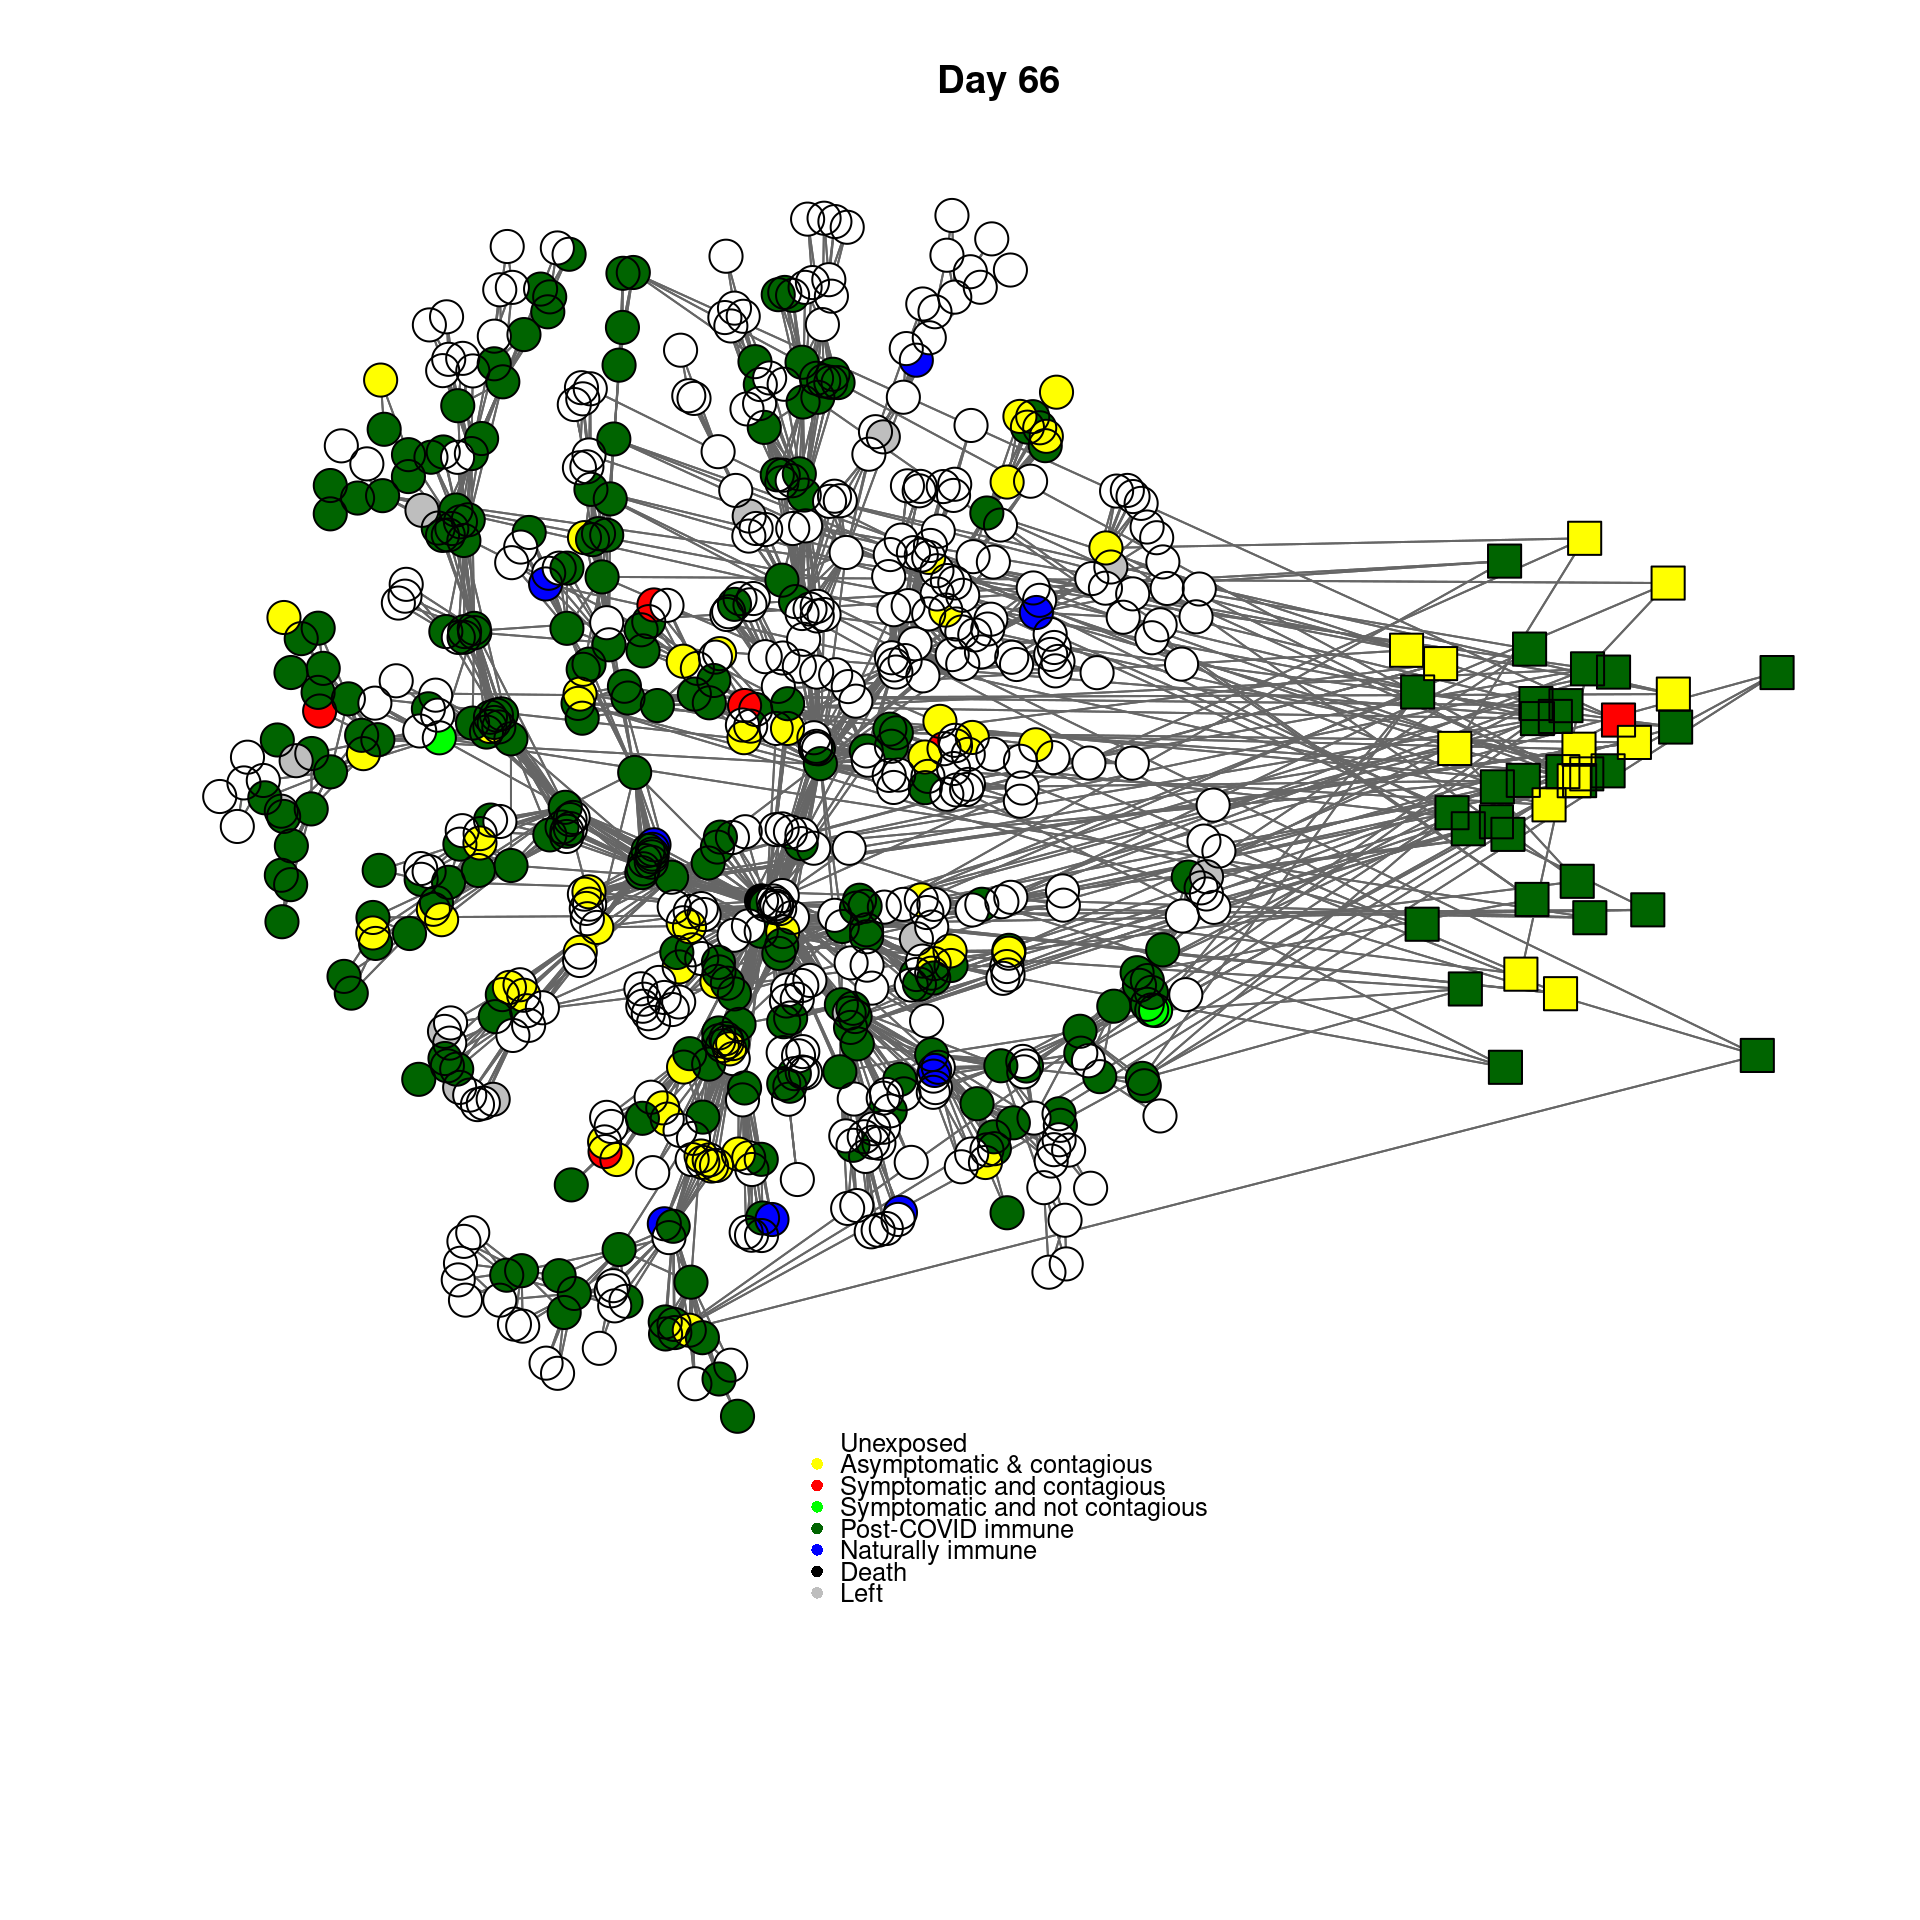 Day 66
Unexposed
Asymptomatic & contagious
Symptomatic and contagious
Symptomatic and not contagious
Post-COVID immune
Naturally immune
Death
Left